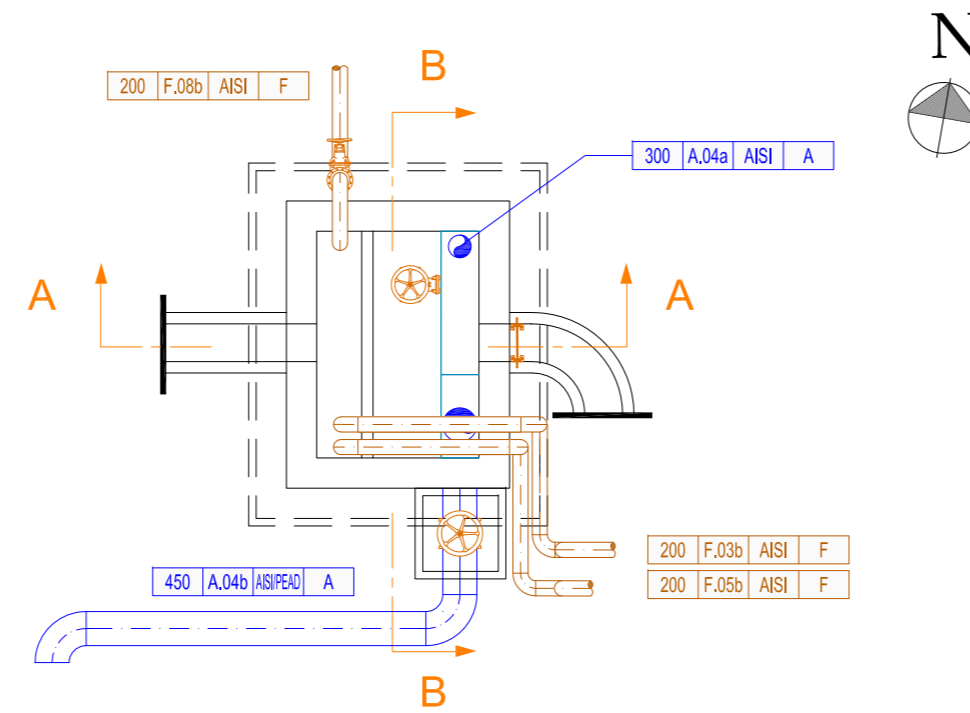 N
B
200 F.08b AISI F
300 A.04a AISI A
A A
200 F.03b AISI F
200 F.05b AISI F
450 A.04b AISI/PEAD A
B